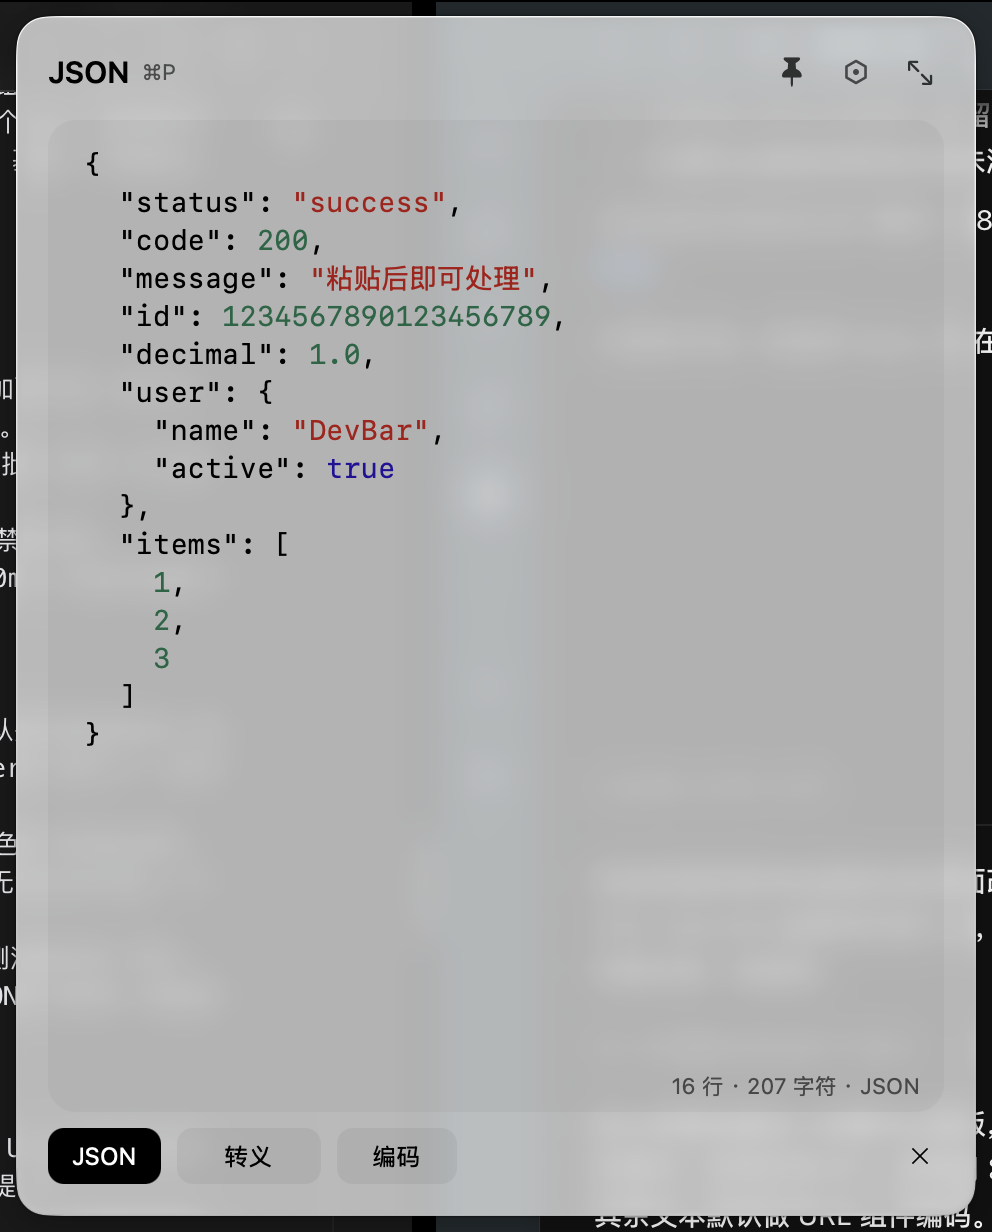 JSON ⌘P
{
  "status": "success",
  "code": 200,
  "message": "粘贴后即可处理",
  "id": 1234567890123456789,
  "decimal": 1.0,
  "user": {
    "name": "DevBar",
    "active": true
  },
  "items": [
    1,
    2,
    3
  ]
}
16 行 · 207 字符 · JSON
JSON 转义 编码